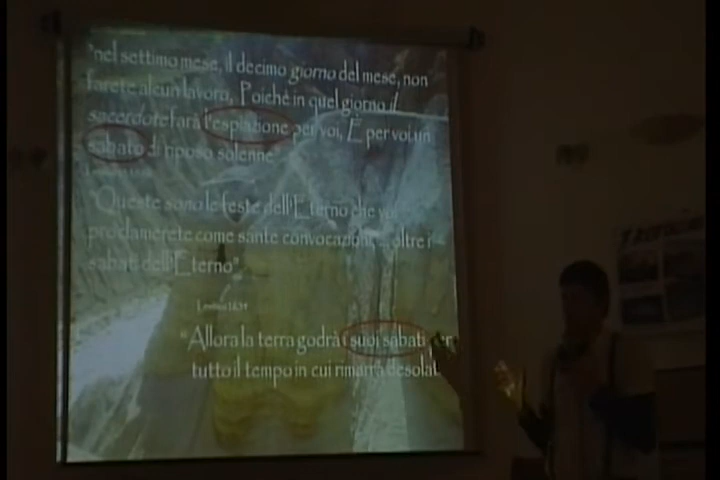 "nel settimo mese, il decimo giorno del mese, non
farete alcun lavoro, Poichè in quel giorno il
sacerdote farà l'espiazione per voi, È per voi un
sabato di riposo solenne
"Queste sono le feste dell'Eterno che voi
proclamerete come sante convocazioni, ... oltre i
sabati dell'Eterno"
"Allora la terra godrà i suoi sabati per
tutto il tempo in cui rimarrà desolat